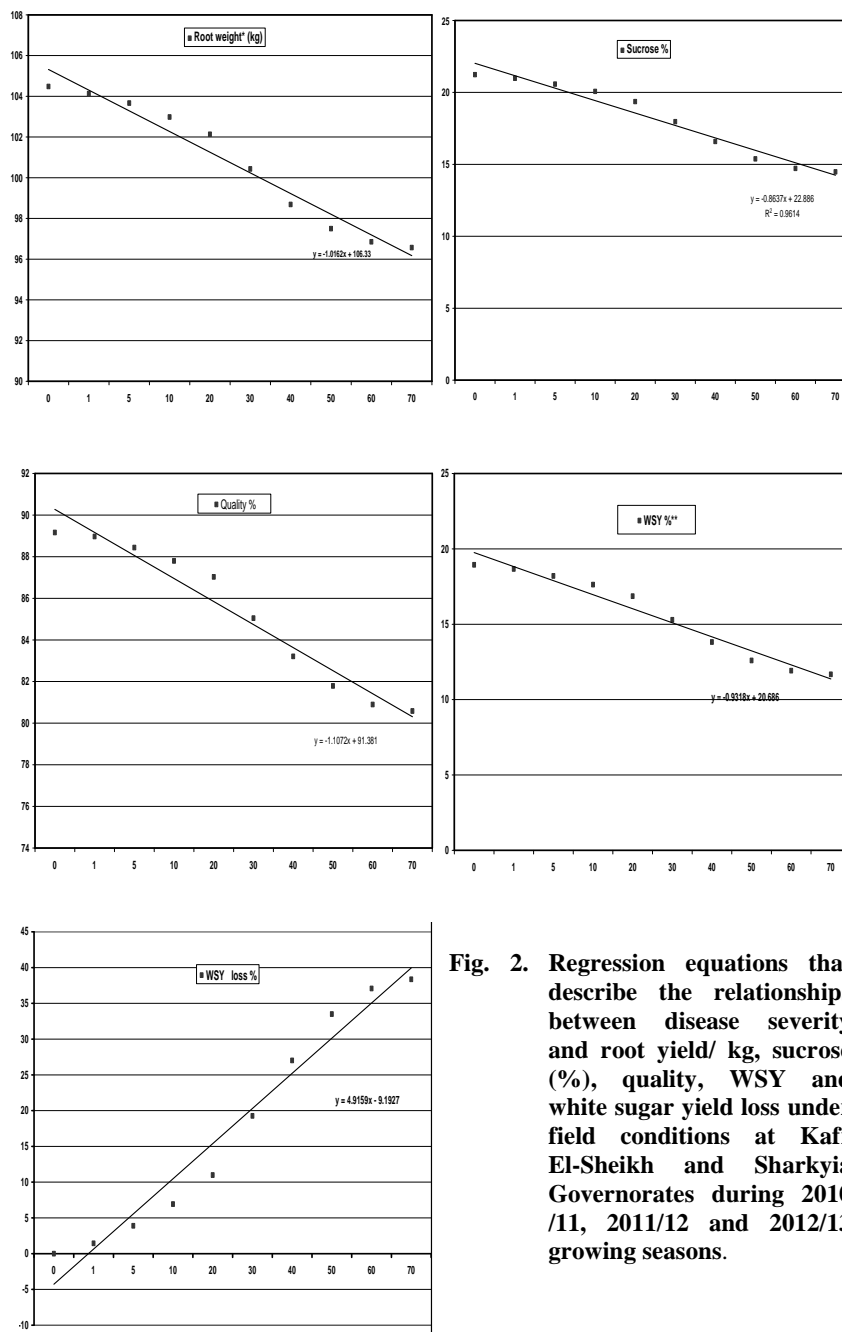 Root weight* (kg)
108
106
104
102
100
98
96
94
92
90
y = -1.0162x + 106.33
0 1 5 10 20 30 40 50 60 70
Sucrose %
25
20
15
10
5
0
y = -0.8637x + 22.886
R² = 0.9614
0 1 5 10 20 30 40 50 60 70
Quality %
92
90
88
86
84
82
80
78
76
74
y = -1.1072x + 91.381
0 1 5 10 20 30 40 50 60 70
WSY %**
25
20
15
10
5
0
y = -0.9318x + 20.686
0 1 5 10 20 30 40 50 60 70
WSY loss %
45
40
35
30
25
20
15
10
5
0
-5
-10
y = 4.9159x - 9.1927
0 1 5 10 20 30 40 50 60 70
Fig. 2. Regression equations tha
describe the relationship
between disease severity
and root yield/ kg, sucrose
(%), quality, WSY and
white sugar yield loss under
field conditions at Kafr
El-Sheikh and Sharkyia
Governorates during 2010
/11, 2011/12 and 2012/13
growing seasons.